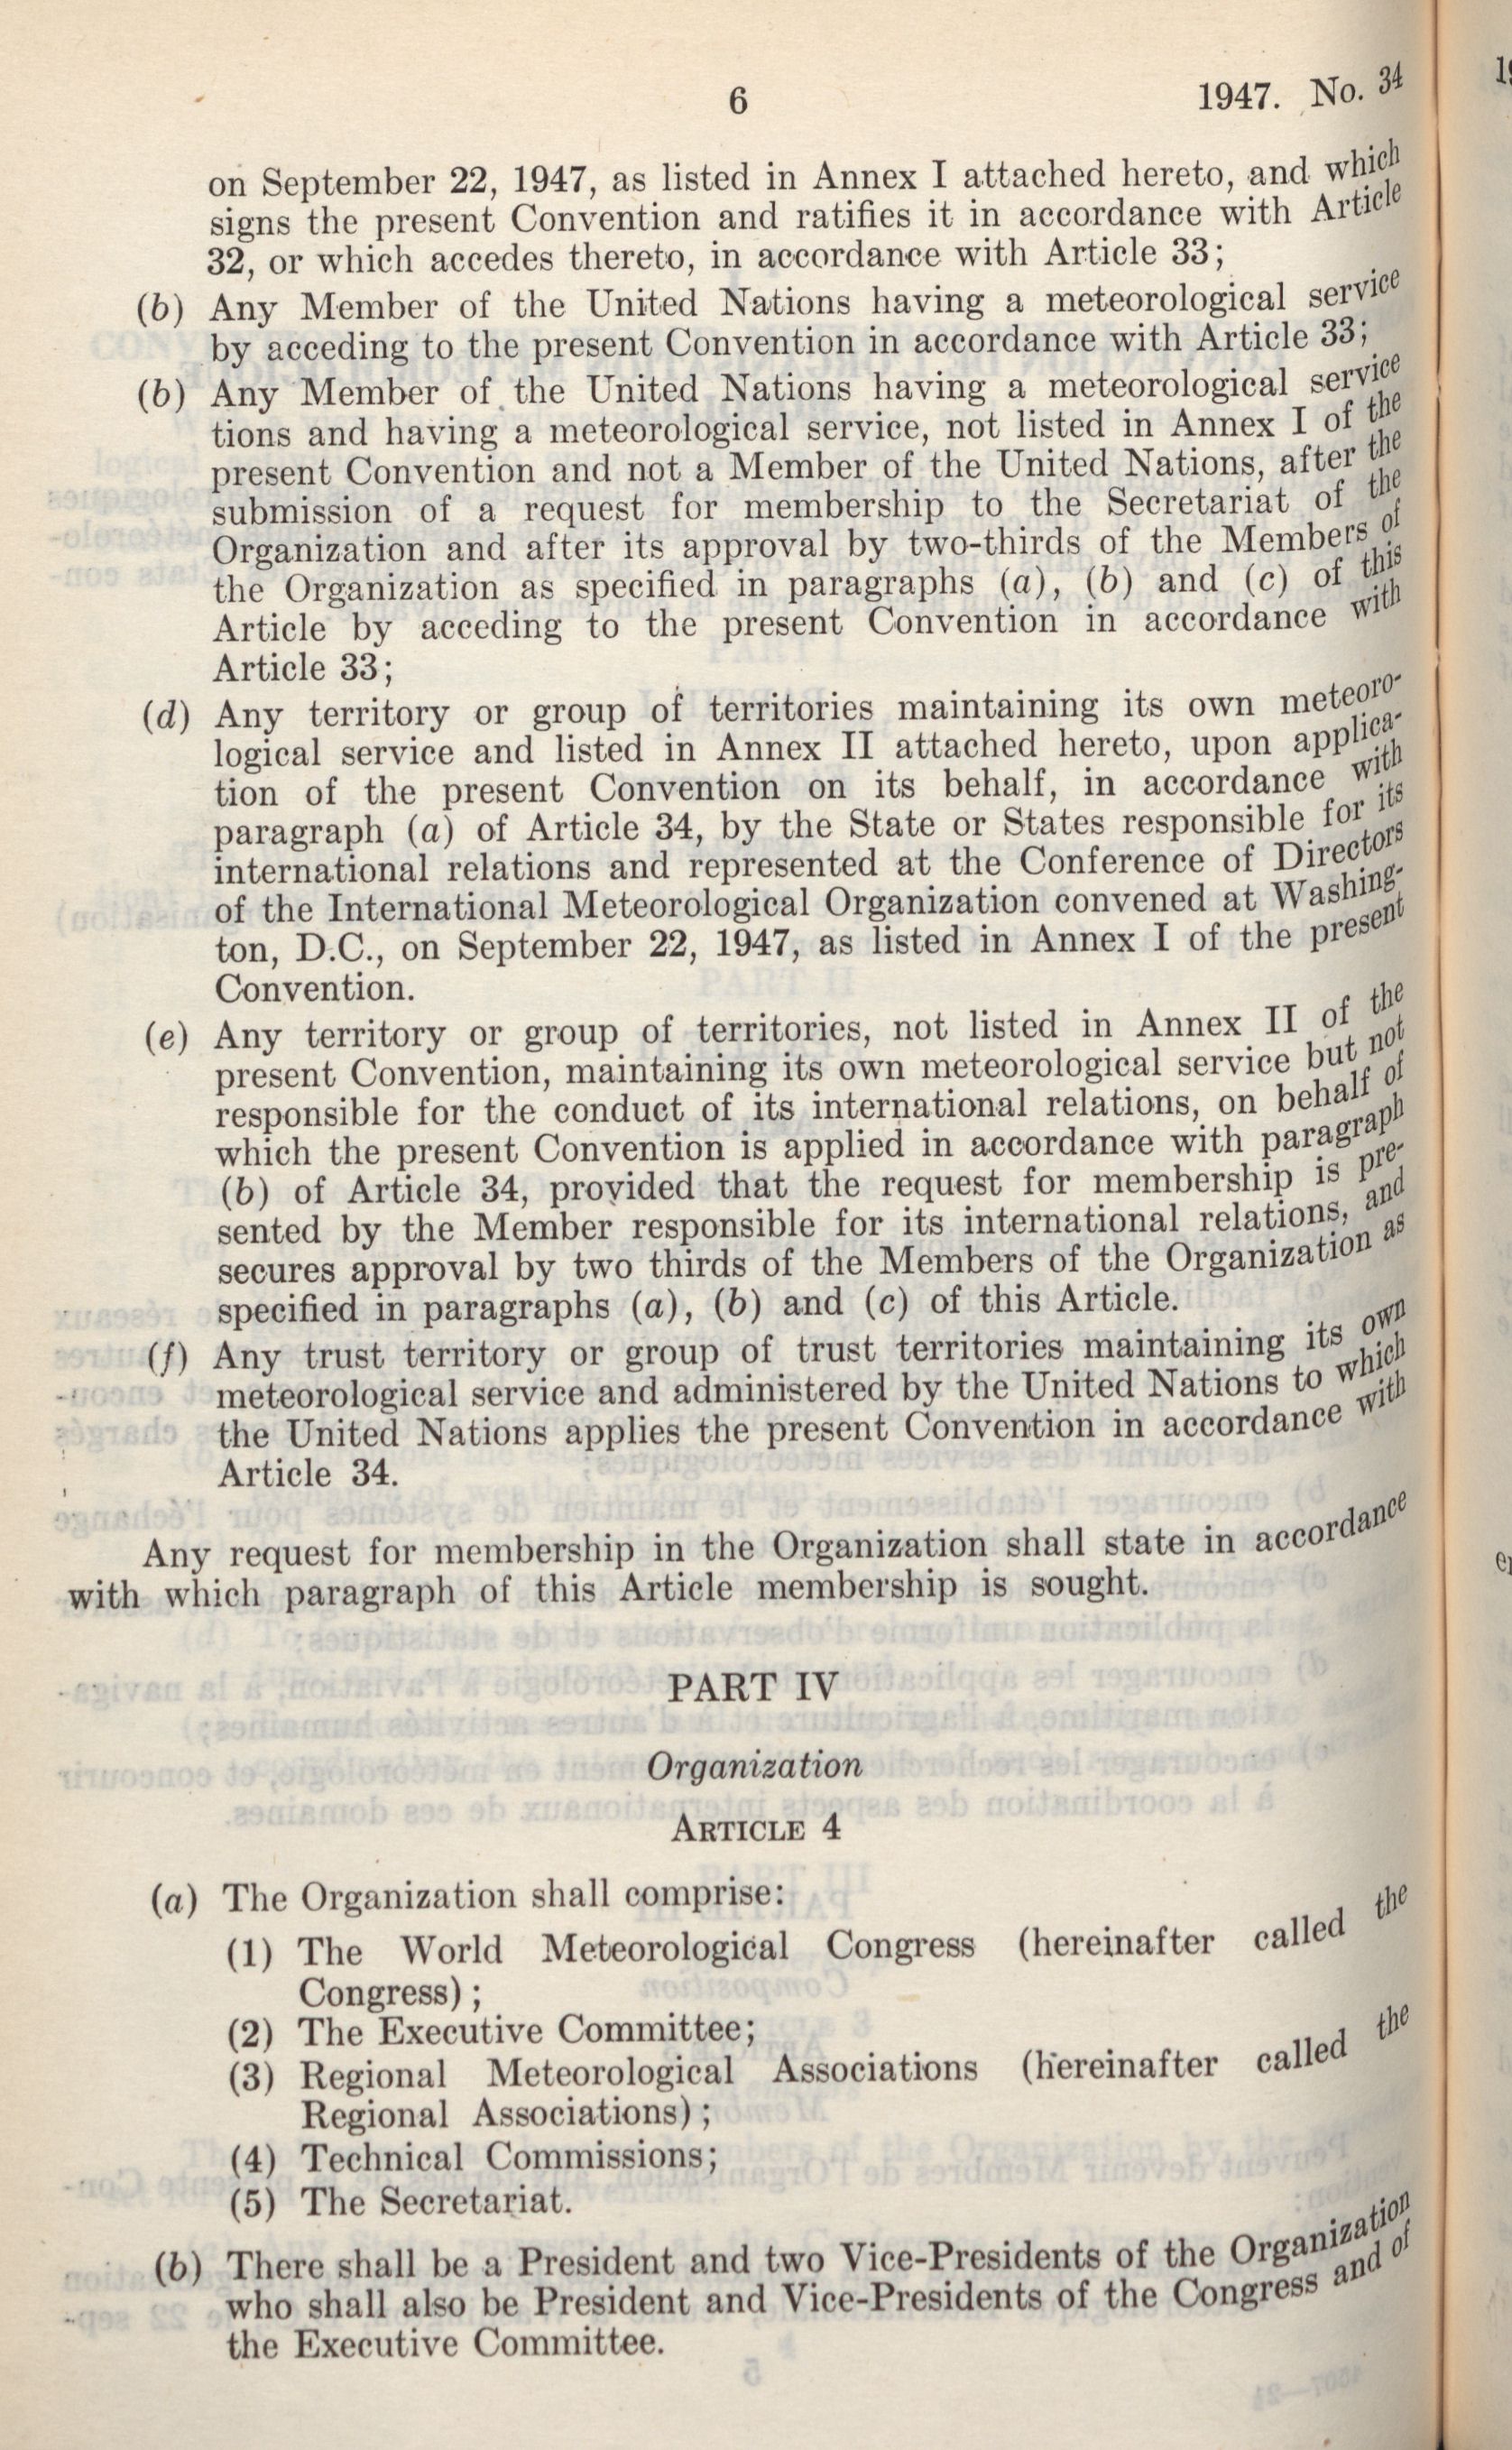 6
1947. No. 34
on September 22, 1947, as listed in Annex I attached hereto, and which
signs the present Convention and ratifies it in accordance with Article
32, or which accedes thereto, in accordance with Article 33;
(b) Any Member of the United Nations having a meteorological service
by acceding to the present Convention in accordance with Article 33;
(b) Any Member of the United Nations having a meteorological service
tions and having a meteorological service, not listed in Annex I of the
present Convention and not a Member of the United Nations, after the
submission of a request for membership to the Secretariat of the
Organization and after its approval by two-thirds of the Members of
the Organization as specified in paragraphs (a), (b) and (c) of this
Article by acceding to the present Convention in accordance with
Article 33;
(d) Any territory or group of territories maintaining its own meteoro-
logical service and listed in Annex II attached hereto, upon applica-
tion of the present Convention on its behalf, in accordance with
paragraph (a) of Article 34, by the State or States responsible for its
international relations and represented at the Conference of Directors
of the International Meteorological Organization convened at Washing-
ton, D.C., on September 22, 1947, as listed in Annex I of the present
Convention.
(e) Any territory or group of territories, not listed in Annex II of the
present Convention, maintaining its own meteorological service but not
responsible for the conduct of its international relations, on behalf of
which the present Convention is applied in accordance with paragraph
(b) of Article 34, provided that the request for membership is pre-
sented by the Member responsible for its international relations, and
secures approval by two thirds of the Members of the Organization as
specified in paragraphs (a), (b) and (c) of this Article.
(f) Any trust territory or group of trust territories maintaining its own
meteorological service and administered by the United Nations to which
the United Nations applies the present Convention in accordance with
Article 34.
Any request for membership in the Organization shall state in accordance
with which paragraph of this Article membership is sought.
PART IV
Organization
ARTICLE 4
(a) The Organization shall comprise:
(1) The World Meteorological Congress (hereinafter called the
Congress);
(2) The Executive Committee;
(3) Regional Meteorological Associations (hereinafter called the
Regional Associations);
(4) Technical Commissions;
(5) The Secretariat.
(b) There shall be a President and two Vice-Presidents of the Organization
who shall also be President and Vice-Presidents of the Congress and of
the Executive Committee.